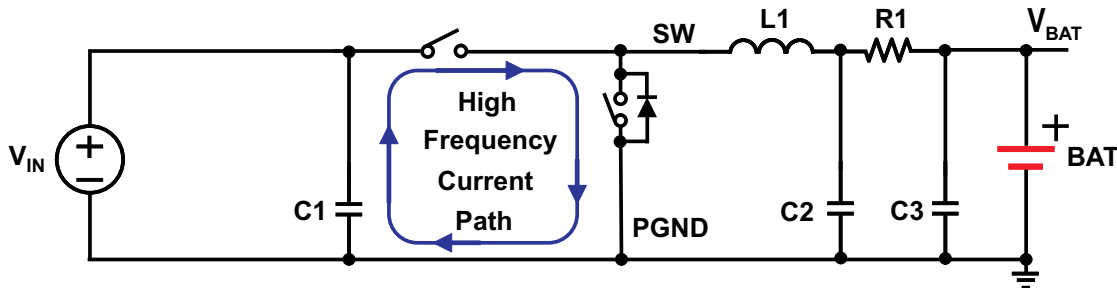 SW
L1
R1
V_BAT
High
Frequency
Current
Path
V_IN
+
−
C1
PGND
C2
C3
+
BAT